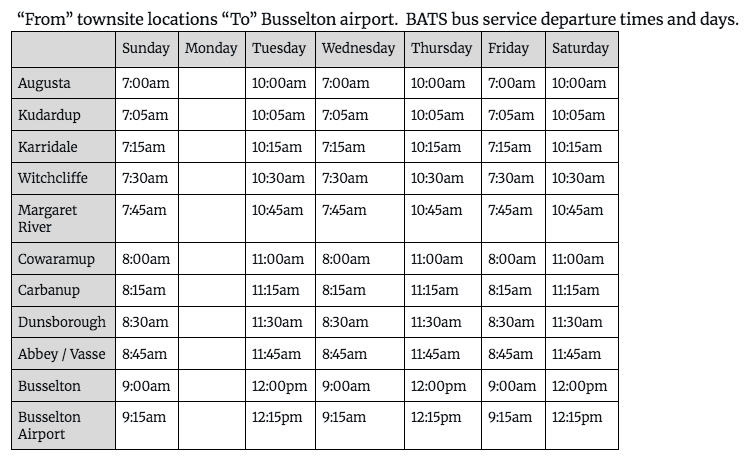 “From” townsite locations “To” Busselton airport.  BATS bus service departure times and days.
Sunday Monday Tuesday Wednesday Thursday Friday Saturday
Augusta 7:00am 10:00am 7:00am 10:00am 7:00am 10:00am
Kudardup 7:05am 10:05am 7:05am 10:05am 7:05am 10:05am
Karridale 7:15am 10:15am 7:15am 10:15am 7:15am 10:15am
Witchcliffe 7:30am 10:30am 7:30am 10:30am 7:30am 10:30am
Margaret 7:45am 10:45am 7:45am 10:45am 7:45am 10:45am
River
Cowaramup 8:00am 11:00am 8:00am 11:00am 8:00am 11:00am
Carbanup 8:15am 11:15am 8:15am 11:15am 8:15am 11:15am
Dunsborough 8:30am 11:30am 8:30am 11:30am 8:30am 11:30am
Abbey / Vasse 8:45am 11:45am 8:45am 11:45am 8:45am 11:45am
Busselton 9:00am 12:00pm 9:00am 12:00pm 9:00am 12:00pm
Busselton 9:15am 12:15pm 9:15am 12:15pm 9:15am 12:15pm
Airport